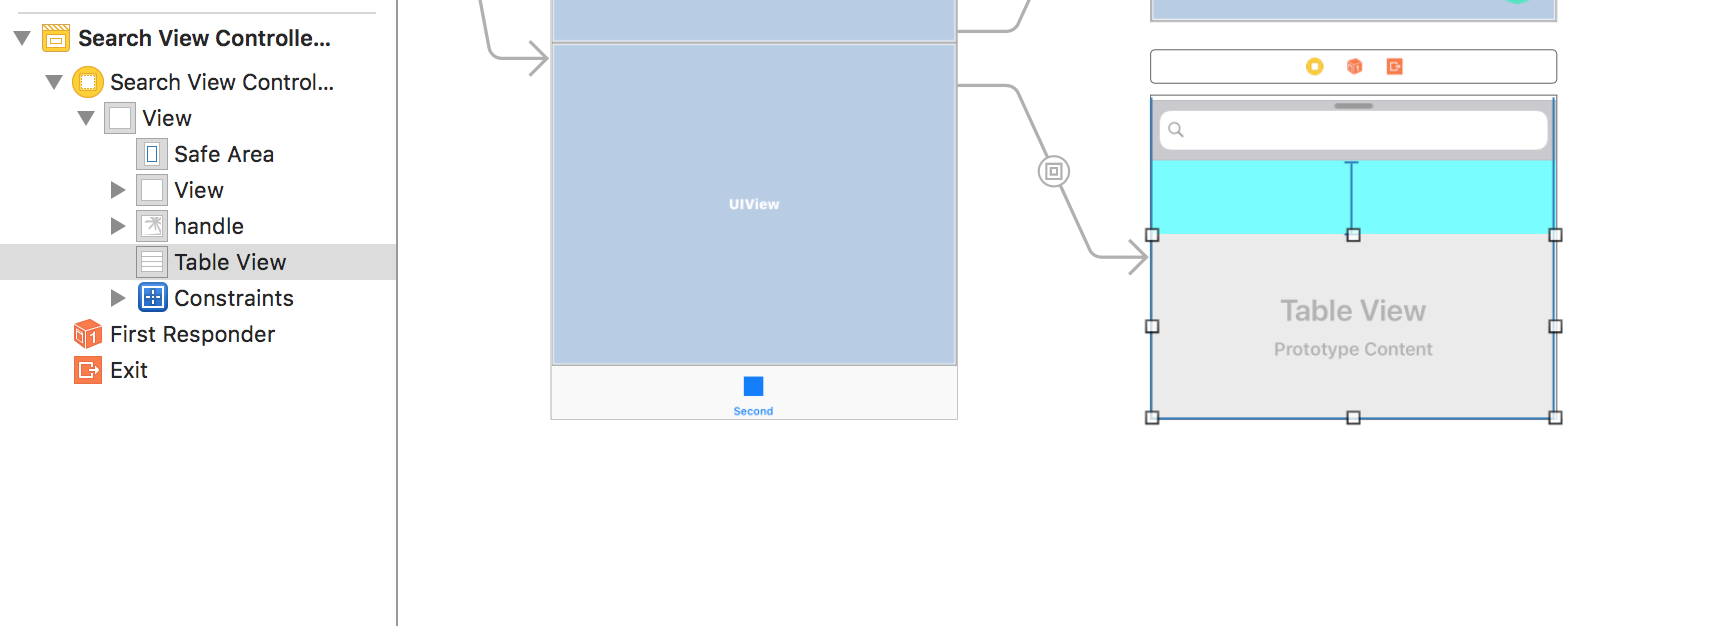 Search View Controlle...
Search View Control...
View
Safe Area
View
handle
Table View
Constraints
First Responder
Exit
UIView
Second
Table View
Prototype Content